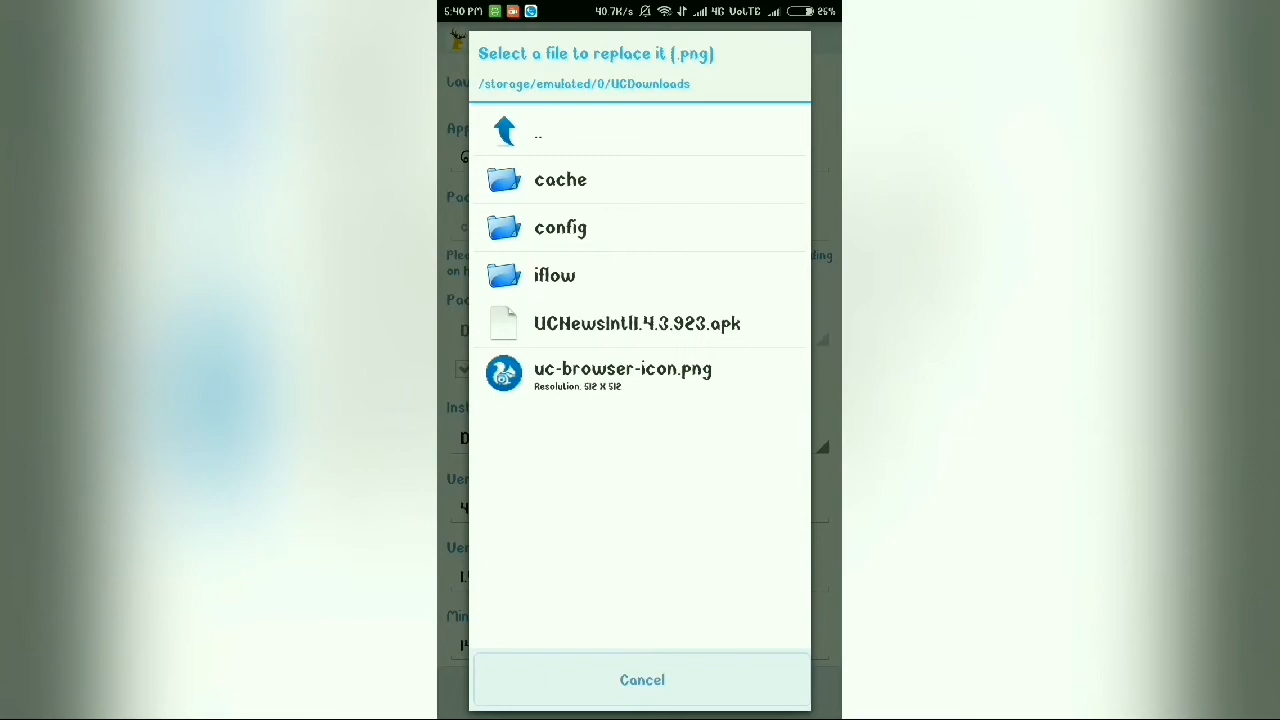 5:40 PM
40.7K/s
4G VoLTE
25%
Select a file to replace it (.png)
/storage/emulated/0/UCDownloads
..
cache
config
iflow
UCNewsIntl1.4.3.923.apk
uc-browser-icon.png
Resolution: 512 X 512
Cancel